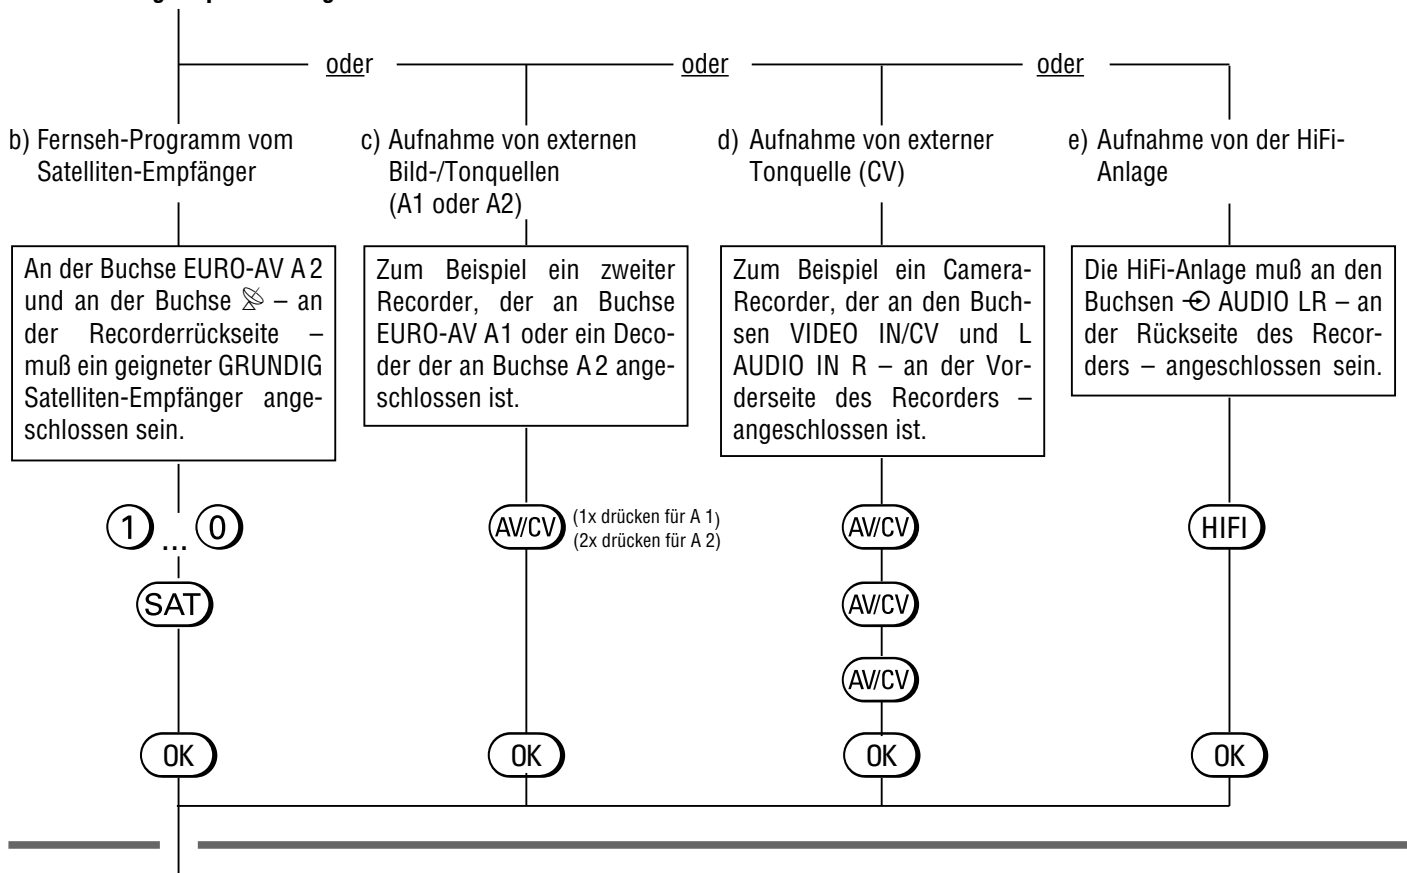 oder
oder
oder
b) Fernseh-Programm vom
Satelliten-Empfänger
c) Aufnahme von externen
Bild-/Tonquellen
(A1 oder A2)
d) Aufnahme von externer
Tonquelle (CV)
e) Aufnahme von der HiFi-
Anlage
An der Buchse EURO-AV A 2
und an der Buchse – an
der Recorderrückseite –
muß ein geigneter GRUNDIG
Satelliten-Empfänger ange-
schlossen sein.
Zum Beispiel ein zweiter
Recorder, der an Buchse
EURO-AV A1 oder ein Deco-
der der an Buchse A 2 ange-
schlossen ist.
Zum Beispiel ein Camera-
Recorder, der an den Buch-
sen VIDEO IN/CV und L
AUDIO IN R – an der Vor-
derseite des Recorders –
angeschlossen ist.
Die HiFi-Anlage muß an den
Buchsen AUDIO LR – an
der Rückseite des Recor-
ders – angeschlossen sein.
1 ... 0
SAT
OK
AV/CV
(1x drücken für A 1)
(2x drücken für A 2)
OK
AV/CV
AV/CV
AV/CV
OK
HIFI
OK